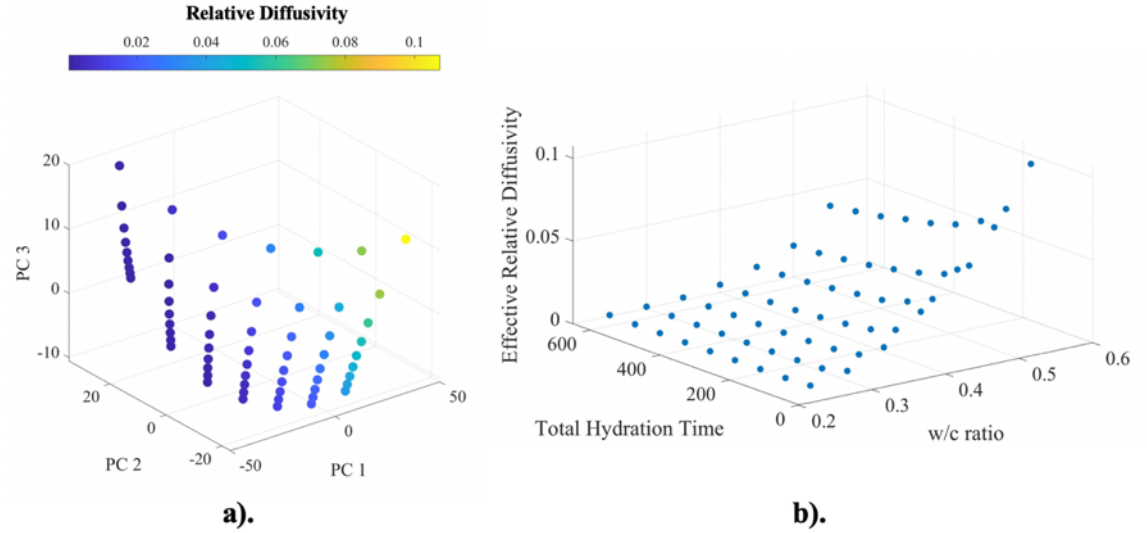 Relative Diffusivity
0.02 0.04 0.06 0.08 0.1
20
10
0
-10
PC 3
20
0
-20
PC 2
-50
0
50
PC 1
a).
0.1
0.05
0
Effective Relative Diffusivity
600
400
200
0
Total Hydration Time
0.2
0.3
0.4
0.5
0.6
w/c ratio
b).